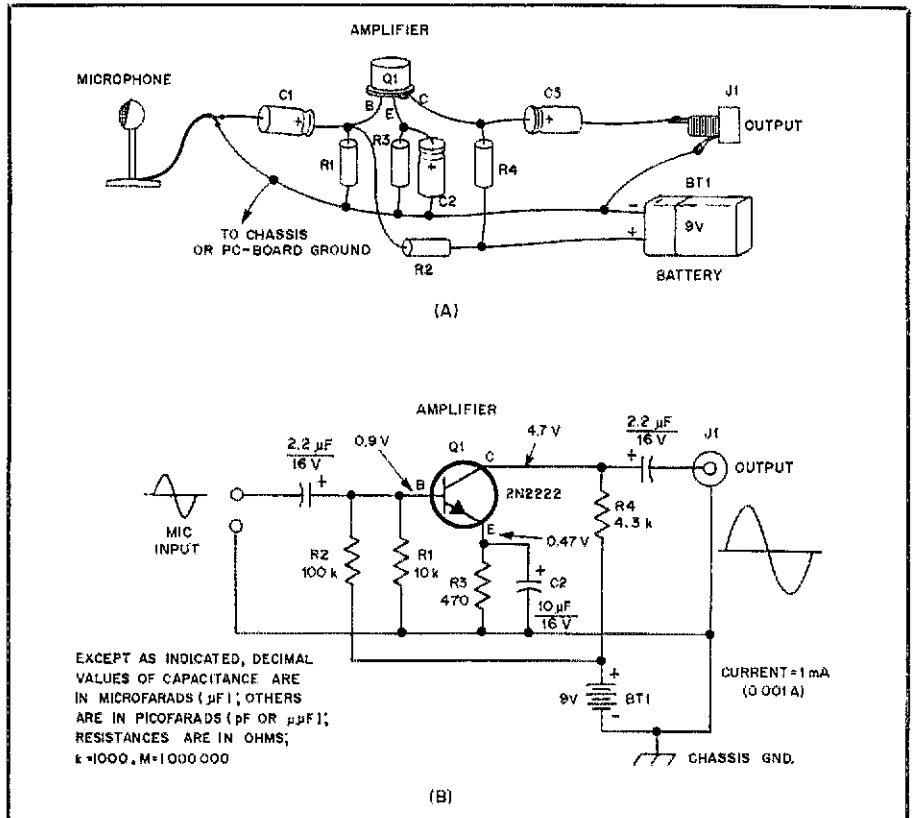 AMPLIFIER
MICROPHONE
C1
Q1
B
E
C
C3
J1
OUTPUT
R1
R3
C2
R4
BT1
9V
TO CHASSIS
OR PC-BOARD GROUND
R2
BATTERY
(A)
AMPLIFIER
2.2 µF
16 V
0.9 V
Q1
4.7 V
2.2 µF
16 V
J1
OUTPUT
B
C
2N2222
E
MIC
INPUT
0.47 V
R4
4.3 k
R2
100 k
R1
10 k
R3
470
C2
10 µF
16 V
EXCEPT AS INDICATED, DECIMAL
VALUES OF CAPACITANCE ARE
IN MICROFARADS (µF); OTHERS
ARE IN PICOFARADS (pF OR µµF);
RESISTANCES ARE IN OHMS;
k =1000, M=1000 000
9V
BT1
CURRENT = 1 mA
(0.001 A)
CHASSIS GND.
(B)